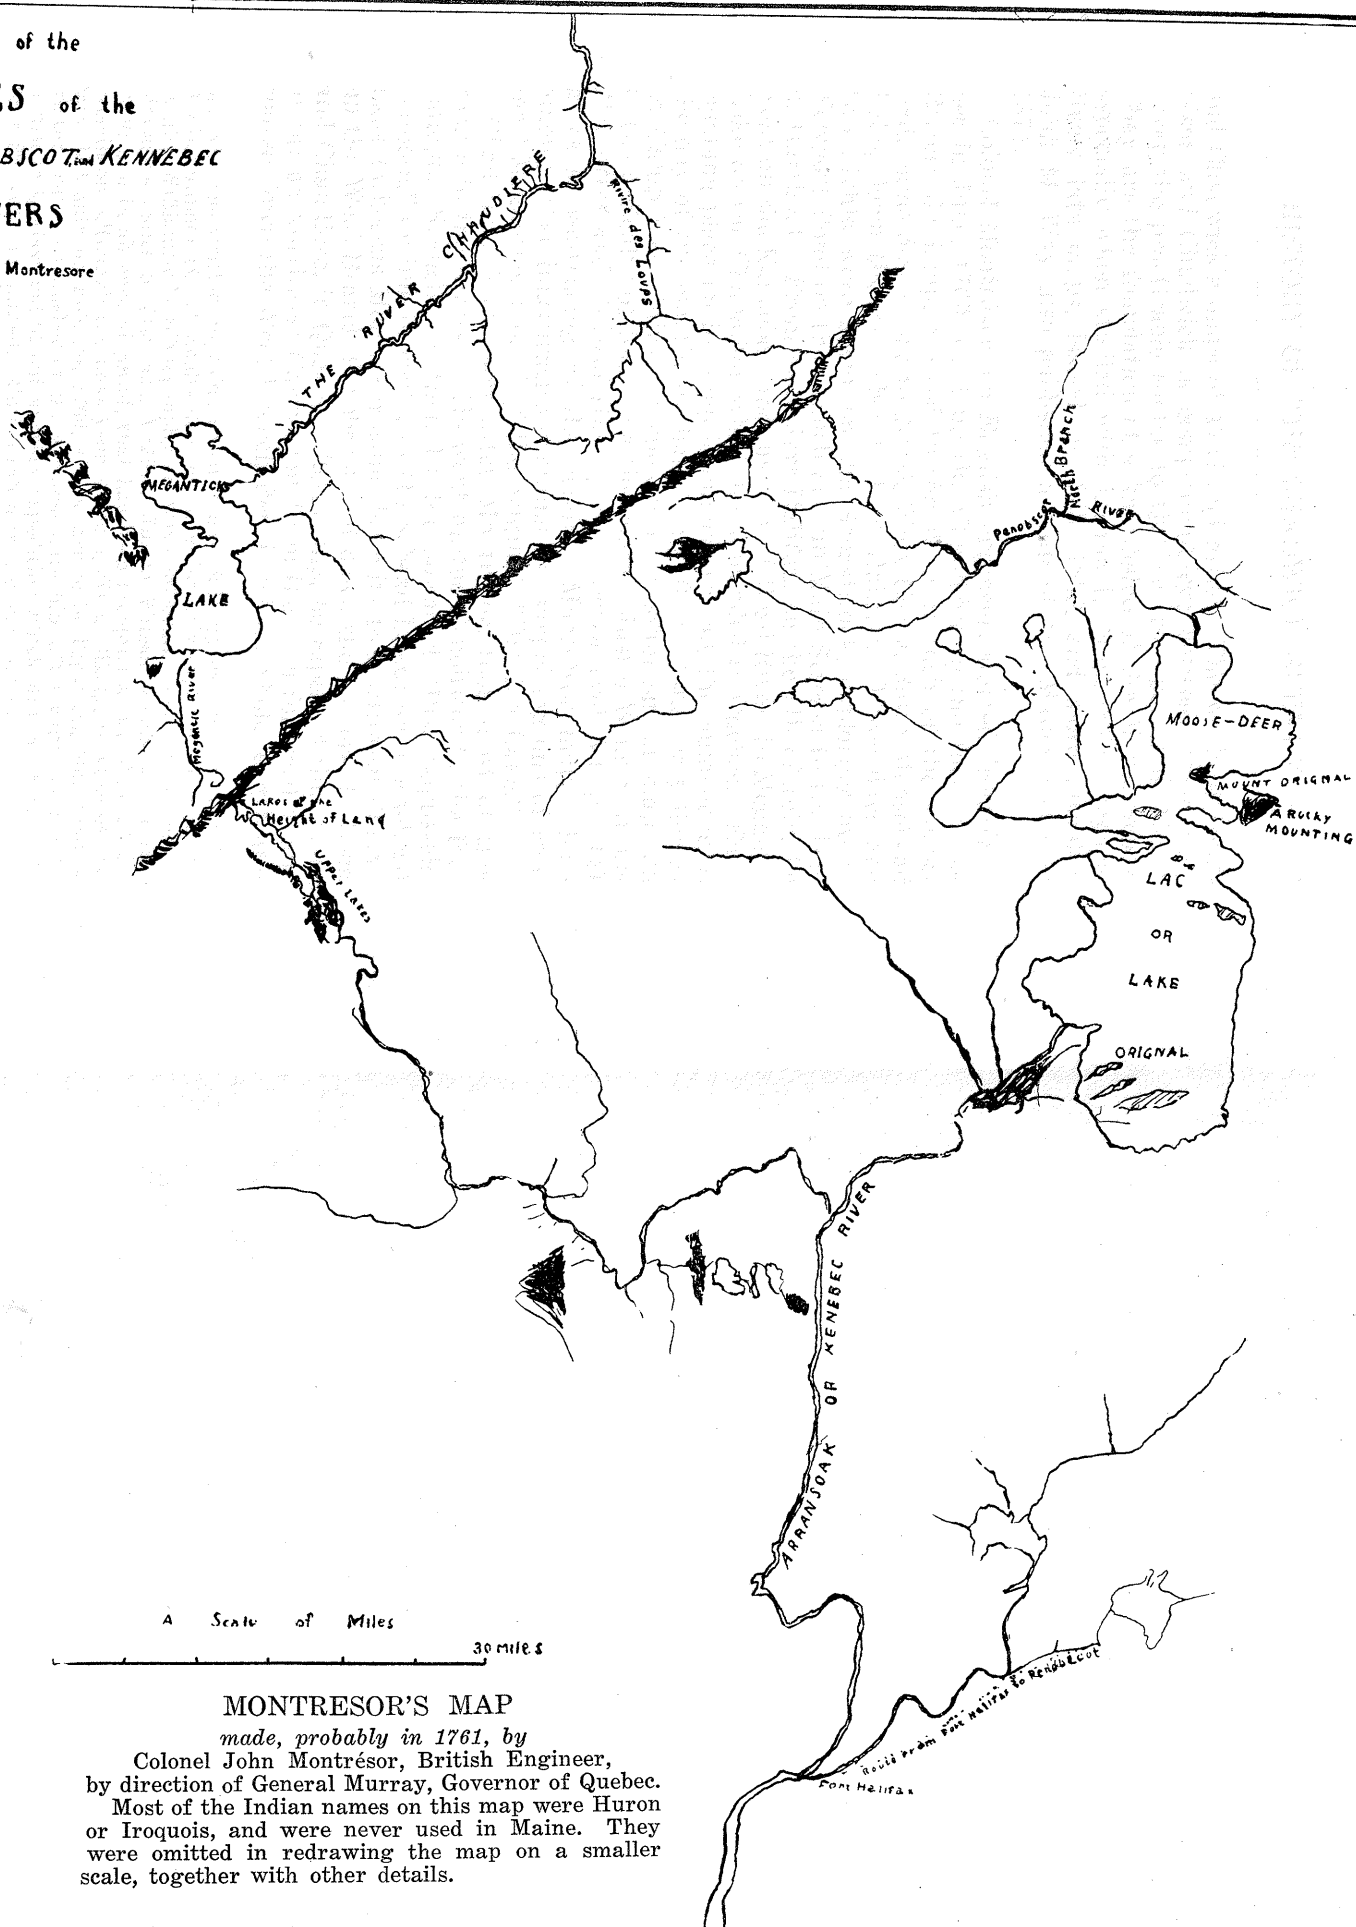 of the
ES of the
BSCOT, and KENNEBEC
ERS
Montresore
THE RIVER CHAUDIERE
Rivire des Loups
North Branch
Penobscot RIVER
MEGANTICK
LAKE
Megantic River
LAKES of the
Height of Land
Upper Lakes
MOOSE-DEER
MOUNT ORIGNAL
A Rocky
MOUNTING
LAC
OR
LAKE
ORIGNAL
ARRANSOAK OR KENEBEC RIVER
Route from Fort Halifax to Penobscot
Fort Halifax
A Scale of Miles
30 Miles
MONTRESOR'S MAP
made, probably in 1761, by
Colonel John Montrésor, British Engineer,
by direction of General Murray, Governor of Quebec.
Most of the Indian names on this map were Huron
or Iroquois, and were never used in Maine. They
were omitted in redrawing the map on a smaller
scale, together with other details.